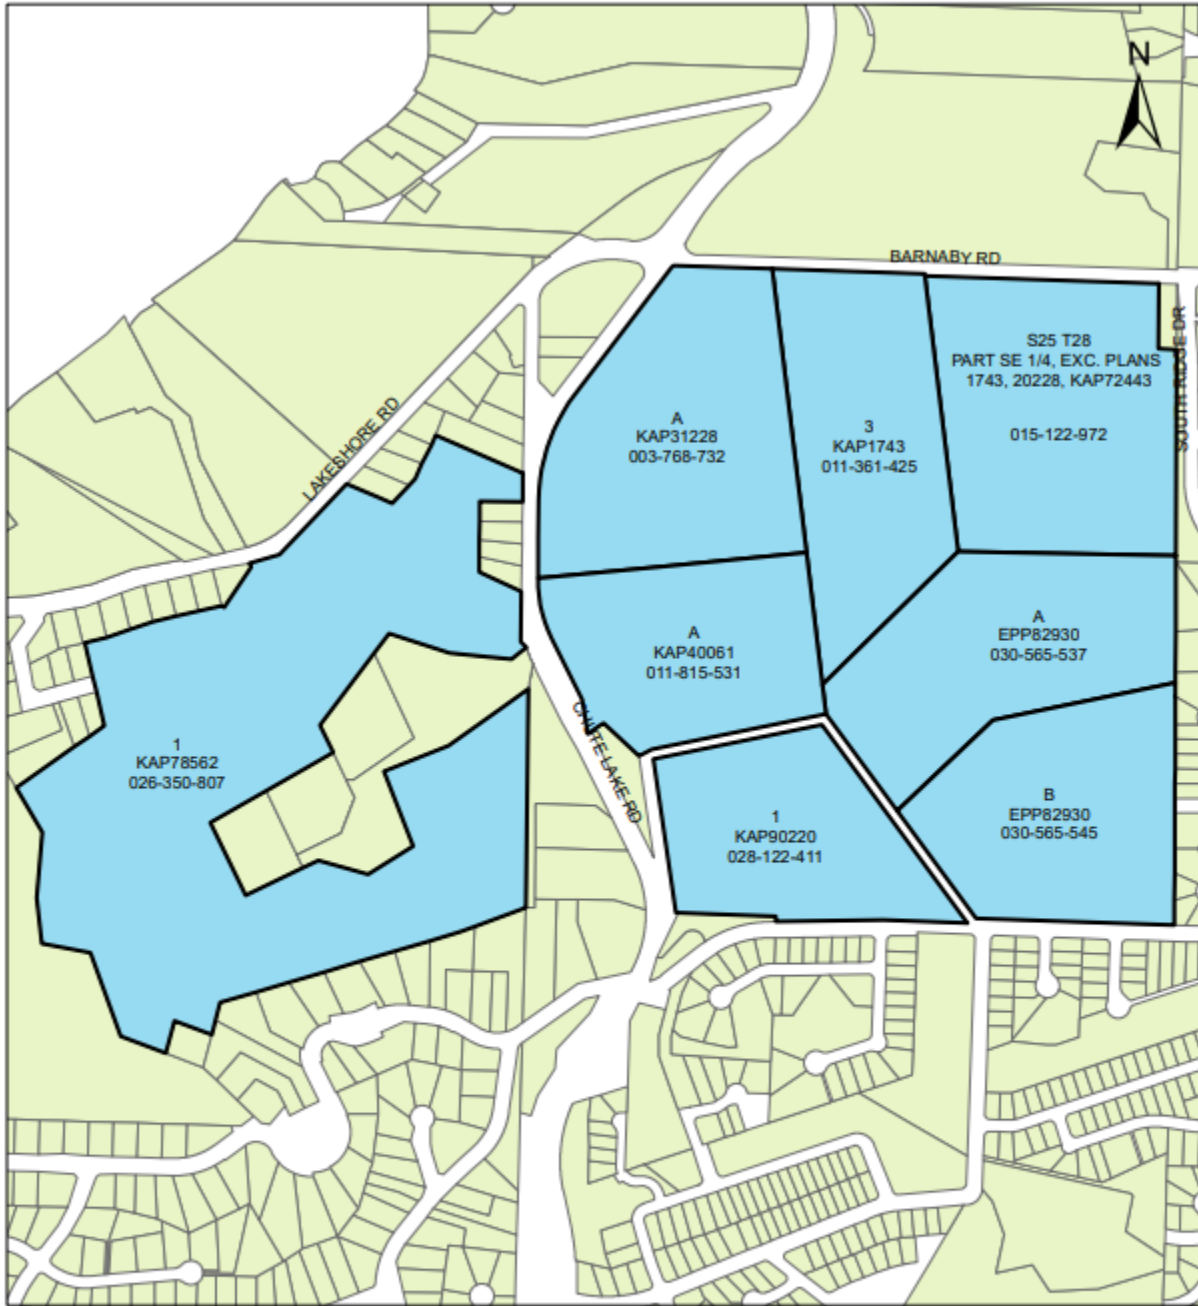 N
BARNABY RD
S25 T28
PART SE 1/4, EXC. PLANS
1743, 20228, KAP72443
015-122-972
SOUTH RIDGE DR
A
KAP31228
003-768-732
3
KAP1743
011-361-425
LAKESHORE RD
A
KAP40061
011-815-531
A
EPP82930
030-565-537
CHUTE LAKE RD
1
KAP78562
026-350-807
1
KAP90220
028-122-411
B
EPP82930
030-565-545